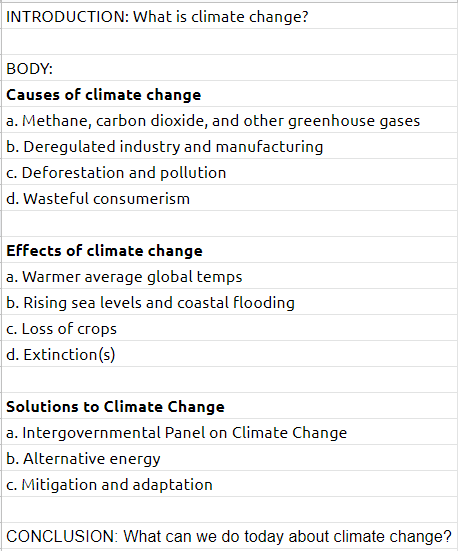 INTRODUCTION: What is climate change?
BODY:
Causes of climate change
a. Methane, carbon dioxide, and other greenhouse gases
b. Deregulated industry and manufacturing
c. Deforestation and pollution
d. Wasteful consumerism
Effects of climate change
a. Warmer average global temps
b. Rising sea levels and coastal flooding
c. Loss of crops
d. Extinction(s)
Solutions to Climate Change
a. Intergovernmental Panel on Climate Change
b. Alternative energy
c. Mitigation and adaptation
CONCLUSION: What can we do today about climate change?